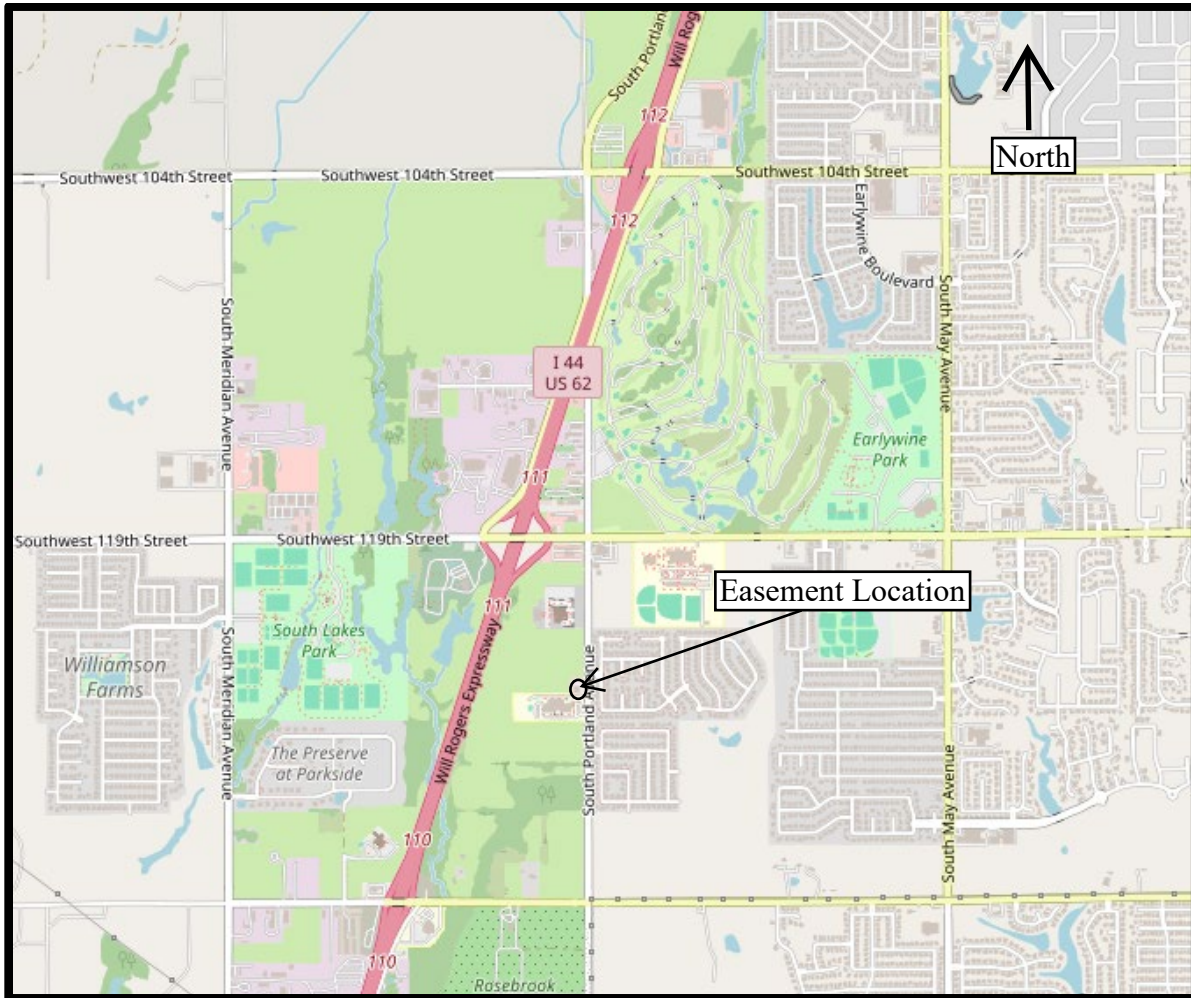 South Portland
Will Rog
112
North
Southwest 104th Street
Southwest 104th Street
Southwest 104th Street
112
Earlywine Boulevard
South Meridian Avenue
South May Avenue
I 44
US 62
Earlywine
Park
111
Southwest 119th Street
Southwest 119th Street
Easement Location
111
South Lakes
Park
Williamson
Farms
South Meridian Avenue
Will Rogers Expressway
South Portland Avenue
The Preserve
at Parkside
South May Avenue
110
110
Rosebrook